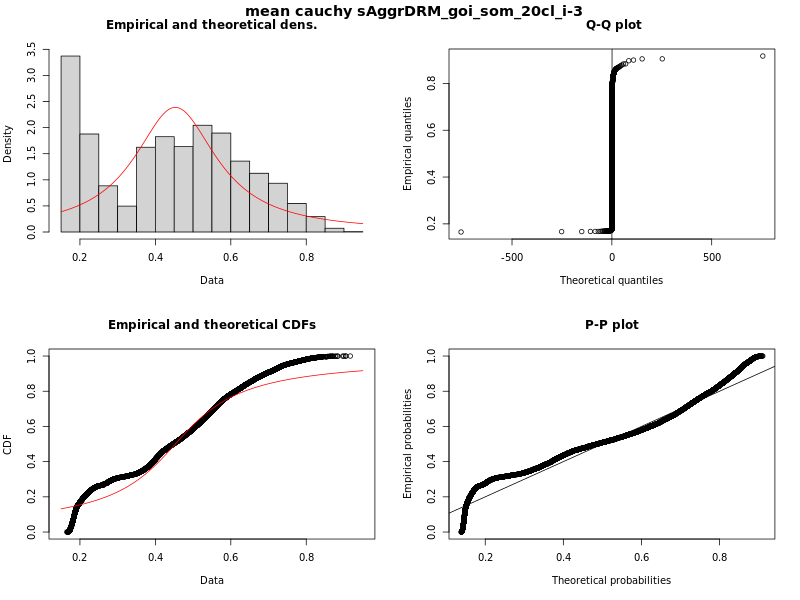 mean cauchy sAggrDRM_goi_som_20cl_i-3
Empirical and theoretical dens.
Density
0.0 0.5 1.0 1.5 2.0 2.5 3.0 3.5
0.2 0.4 0.6 0.8
Data
Q-Q plot
Empirical quantiles
0.2 0.4 0.6 0.8
-500 0 500
Theoretical quantiles
Empirical and theoretical CDFs
CDF
0.0 0.2 0.4 0.6 0.8 1.0
0.2 0.4 0.6 0.8
Data
P-P plot
Empirical probabilities
0.0 0.2 0.4 0.6 0.8 1.0
0.2 0.4 0.6 0.8
Theoretical probabilities